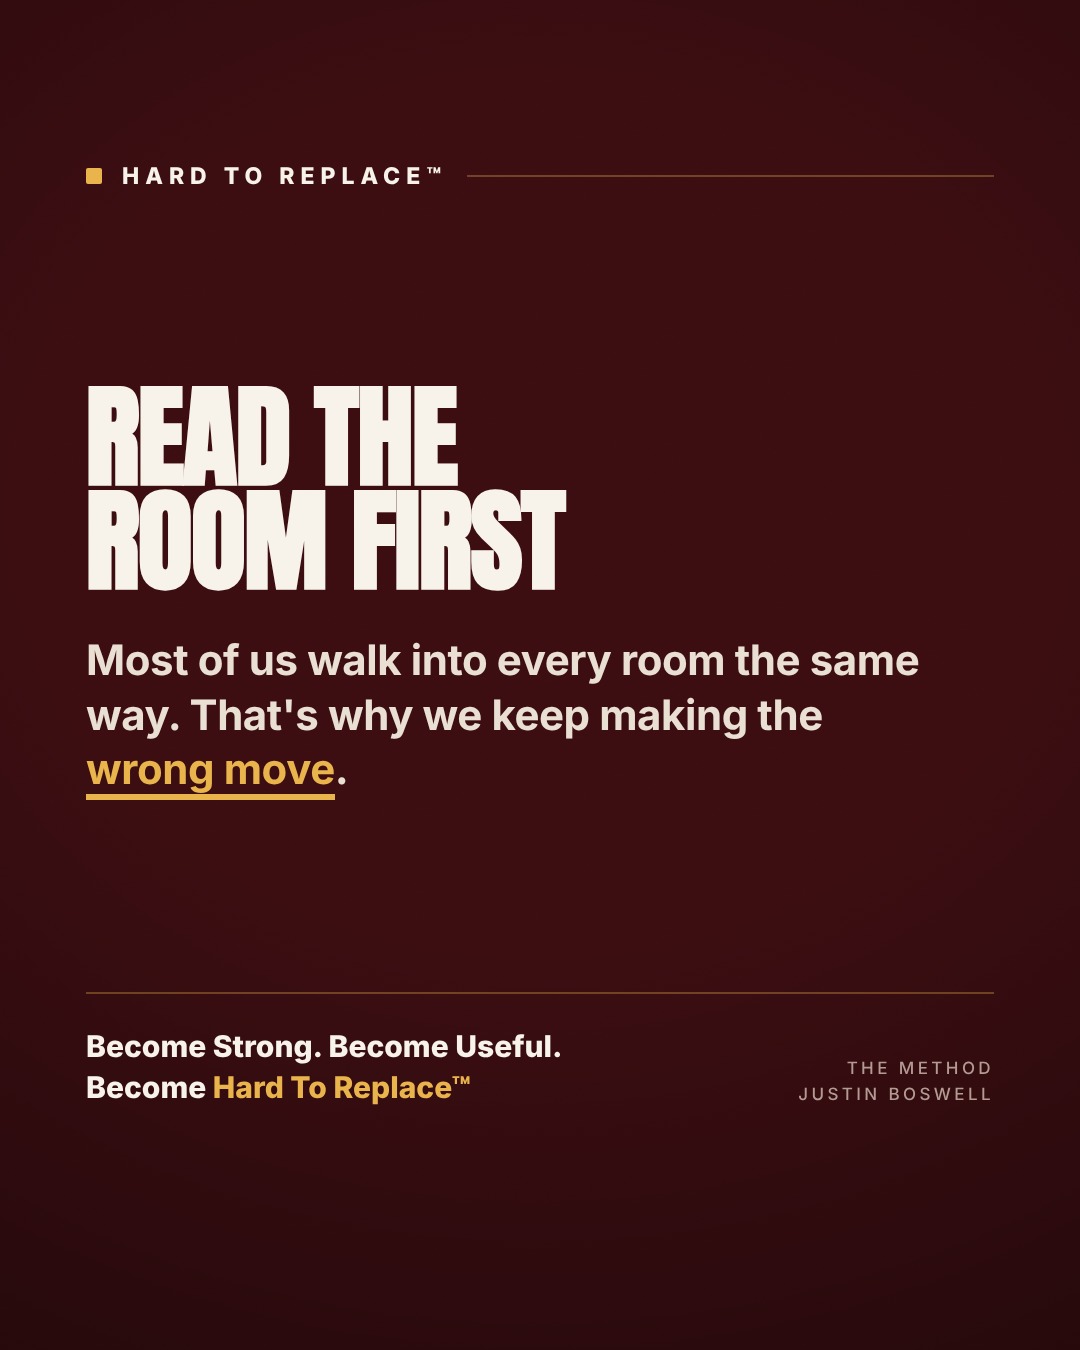 HARD TO REPLACE™
READ THE
ROOM FIRST
Most of us walk into every room the same
way. That's why we keep making the
wrong move.
Become Strong. Become Useful.
Become Hard To Replace™
THE METHOD
JUSTIN BOSWELL